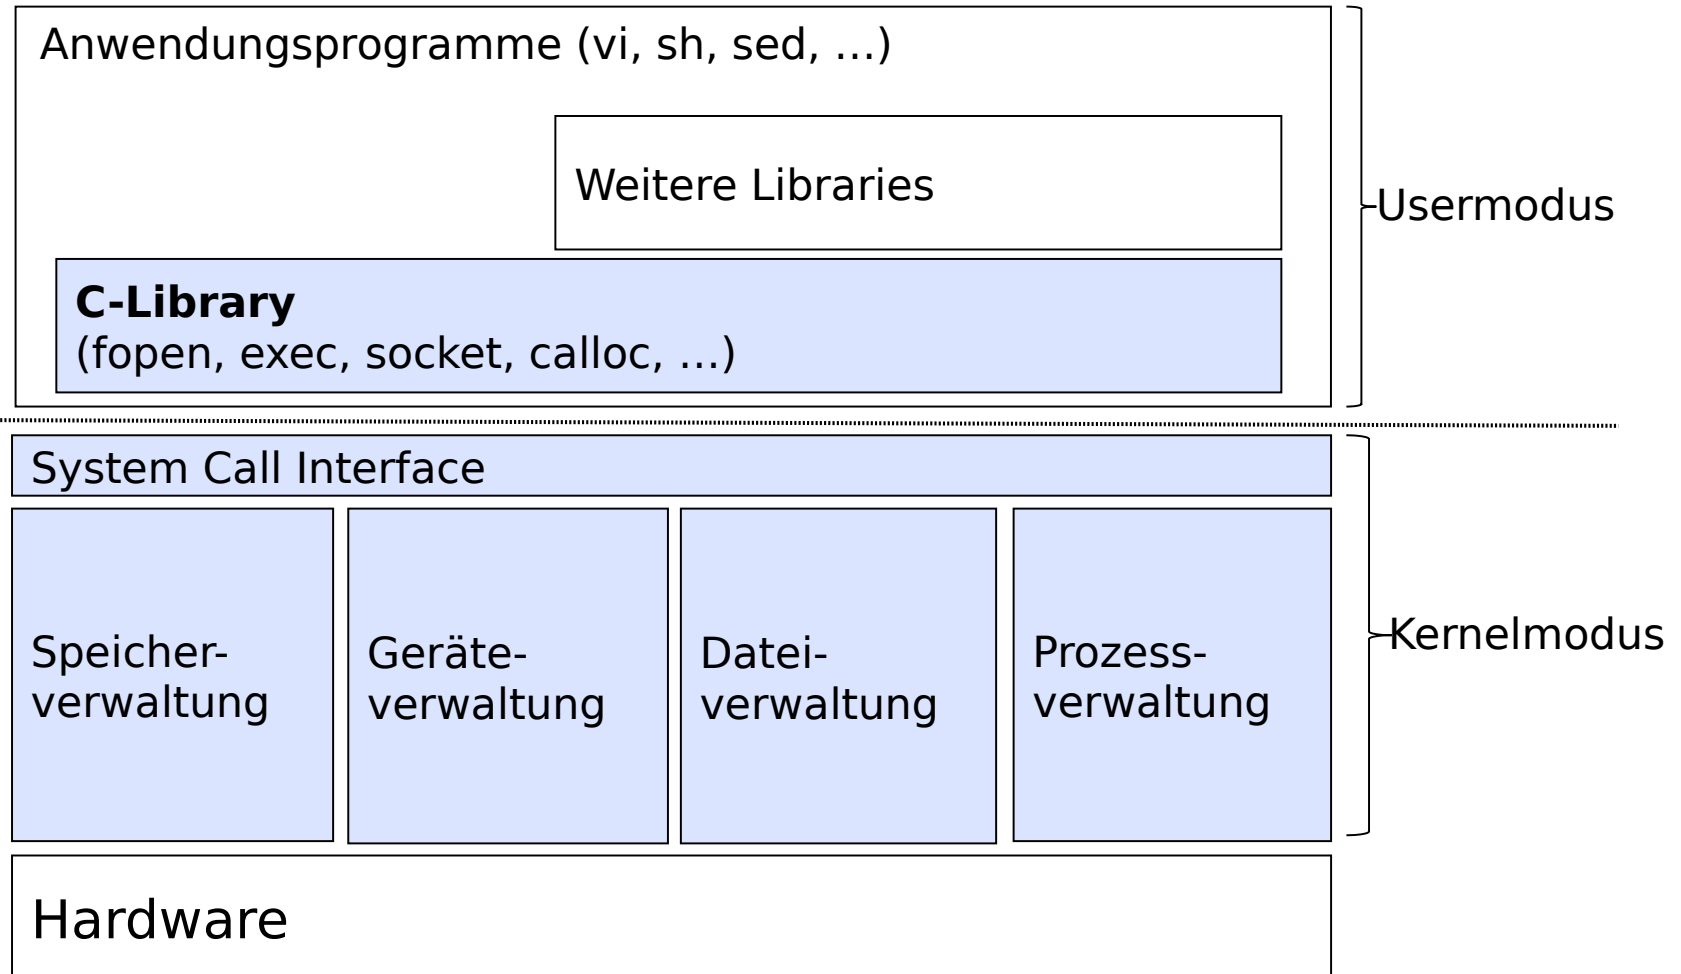 Anwendungsprogramme (vi, sh, sed, ...)
Weitere Libraries
Usermodus
C-Library
(fopen, exec, socket, calloc, ...)
System Call Interface
Speicher-
verwaltung
Geräte-
verwaltung
Datei-
verwaltung
Prozess-
verwaltung
Kernelmodus
Hardware